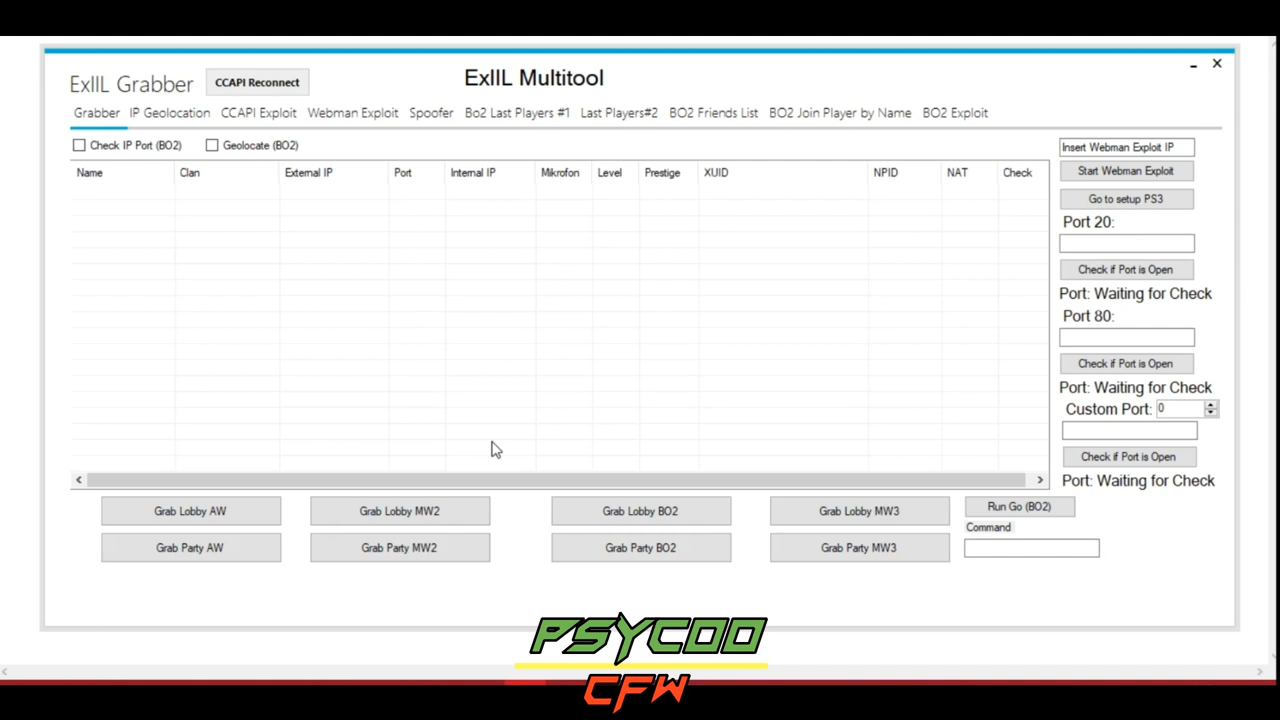 ExIIL Grabber
CCAPI Reconnect
ExIIL Multitool
Grabber IP Geolocation CCAPI Exploit Webman Exploit Spoofer Bo2 Last Players #1 Last Players#2 BO2 Friends List BO2 Join Player by Name BO2 Exploit
Check IP Port (BO2) Geolocate (BO2)
Name Clan External IP Port Internal IP Mikrofon Level Prestige XUID NPID NAT Check
Insert Webman Exploit IP
Start Webman Exploit
Go to setup PS3
Port 20:
Check if Port is Open
Port: Waiting for Check
Port 80:
Check if Port is Open
Port: Waiting for Check
Custom Port: 0
Check if Port is Open
Port: Waiting for Check
Grab Lobby AW Grab Lobby MW2 Grab Lobby BO2 Grab Lobby MW3 Run Go (BO2)
Command
Grab Party AW Grab Party MW2 Grab Party BO2 Grab Party MW3
PSYCOO
CFW